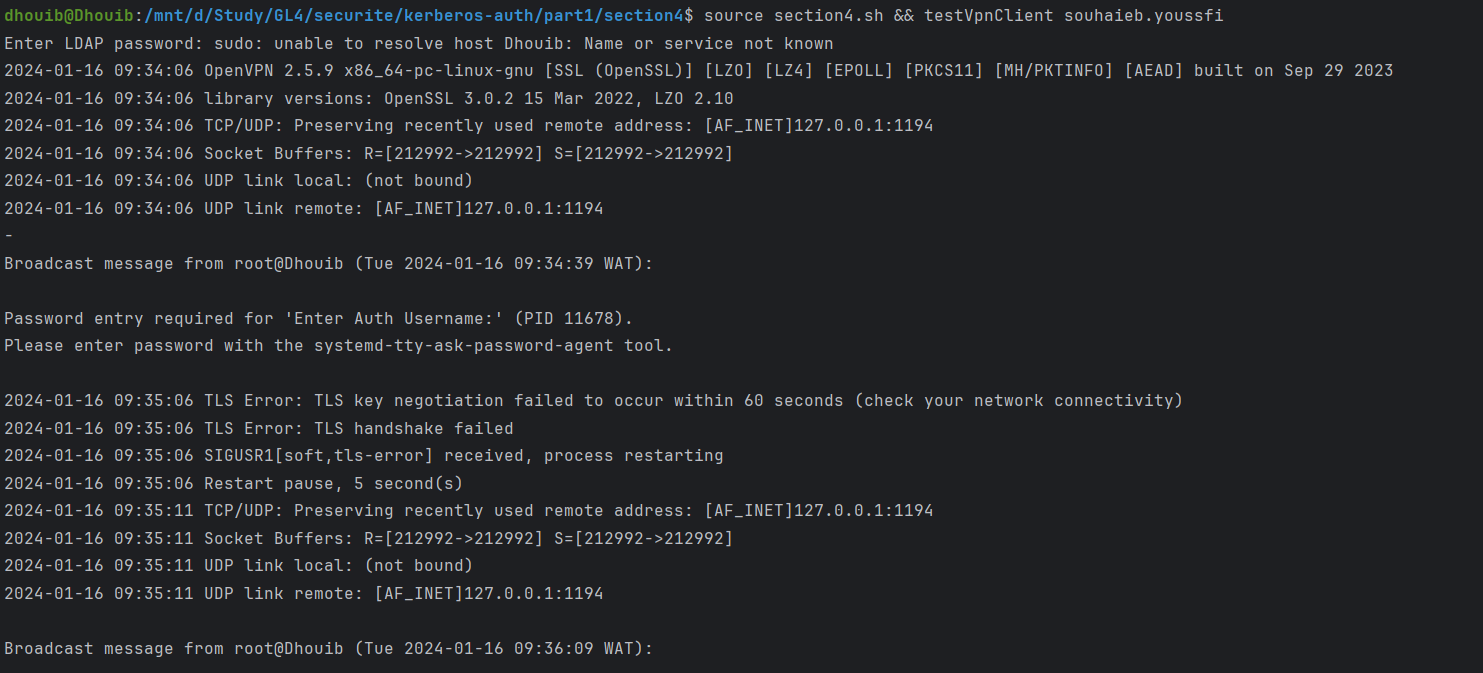 dhouib@Dhouib:/mnt/d/Study/GL4/securite/kerberos-auth/part1/section4$ source section4.sh && testVpnClient souhaieb.youssfi
Enter LDAP password: sudo: unable to resolve host Dhouib: Name or service not known
2024-01-16 09:34:06 OpenVPN 2.5.9 x86_64-pc-linux-gnu [SSL (OpenSSL)] [LZO] [LZ4] [EPOLL] [PKCS11] [MH/PKTINFO] [AEAD] built on Sep 29 2023
2024-01-16 09:34:06 library versions: OpenSSL 3.0.2 15 Mar 2022, LZO 2.10
2024-01-16 09:34:06 TCP/UDP: Preserving recently used remote address: [AF_INET]127.0.0.1:1194
2024-01-16 09:34:06 Socket Buffers: R=[212992->212992] S=[212992->212992]
2024-01-16 09:34:06 UDP link local: (not bound)
2024-01-16 09:34:06 UDP link remote: [AF_INET]127.0.0.1:1194
-
Broadcast message from root@Dhouib (Tue 2024-01-16 09:34:39 WAT):
Password entry required for 'Enter Auth Username:' (PID 11678).
Please enter password with the systemd-tty-ask-password-agent tool.
2024-01-16 09:35:06 TLS Error: TLS key negotiation failed to occur within 60 seconds (check your network connectivity)
2024-01-16 09:35:06 TLS Error: TLS handshake failed
2024-01-16 09:35:06 SIGUSR1[soft,tls-error] received, process restarting
2024-01-16 09:35:06 Restart pause, 5 second(s)
2024-01-16 09:35:11 TCP/UDP: Preserving recently used remote address: [AF_INET]127.0.0.1:1194
2024-01-16 09:35:11 Socket Buffers: R=[212992->212992] S=[212992->212992]
2024-01-16 09:35:11 UDP link local: (not bound)
2024-01-16 09:35:11 UDP link remote: [AF_INET]127.0.0.1:1194
Broadcast message from root@Dhouib (Tue 2024-01-16 09:36:09 WAT):